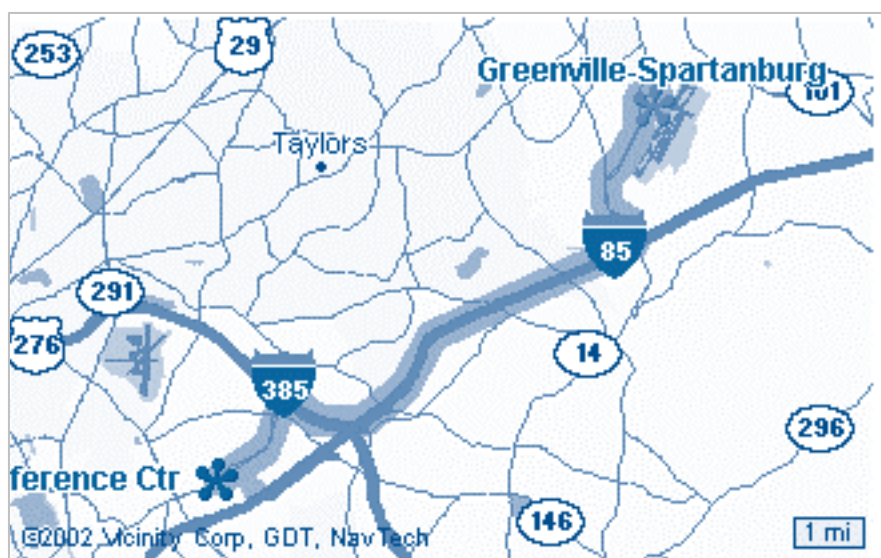 253
29
Greenville-Spartanburg
101
Taylors
85
291
276
14
385
296
ference Ctr
146
©2002 Vicinity Corp, GDT, NavTech
1 mi